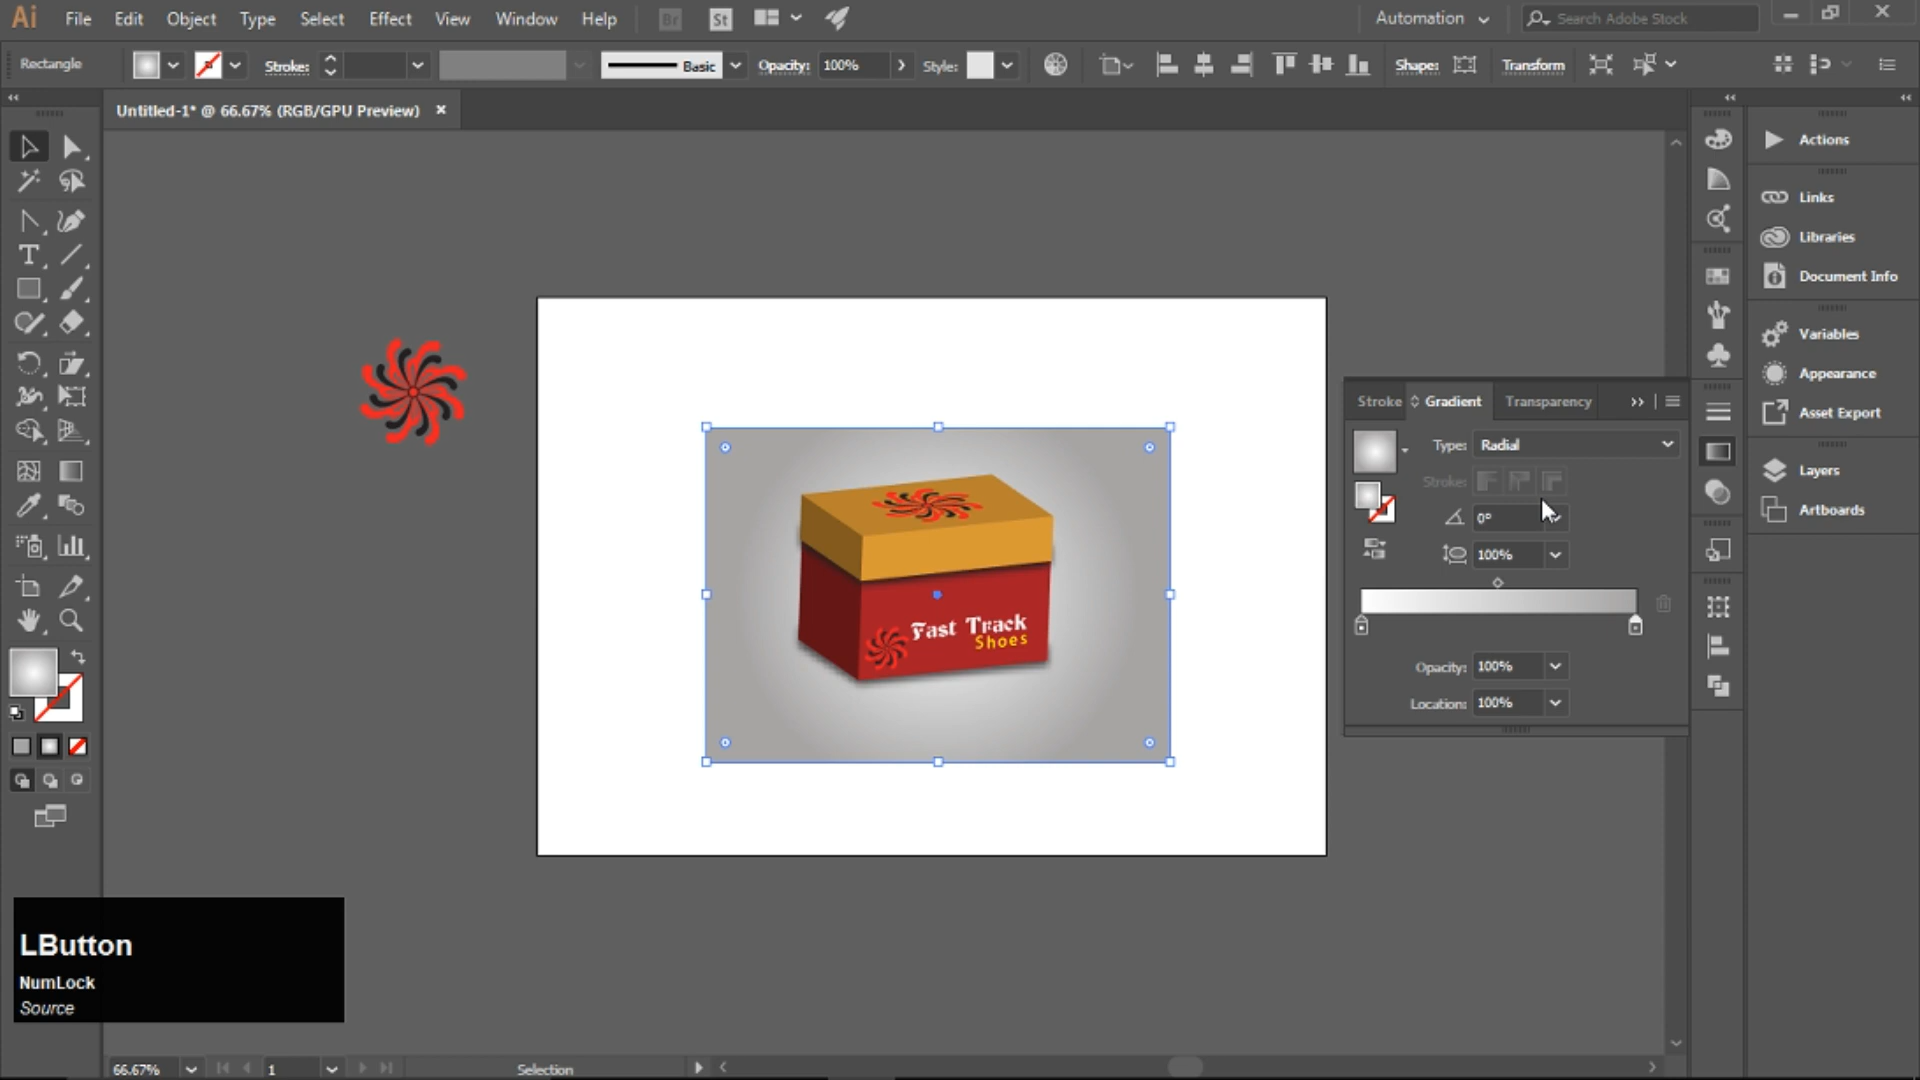 Ai File Edit Object Type Select Effect View Window Help Br St Automation Search Adobe Stock
Rectangle Stroke: Basic Opacity: 100% Style: Shape: Transform
Untitled-1* @ 66.67% (RGB/GPU Preview)
Actions
Links
Libraries
Document Info
Variables
Appearance
Asset Export
Layers
Artboards
Stroke Gradient Transparency
Type: Radial
Stroke:
0°
100%
Opacity: 100%
Location: 100%
Fast Track
Shoes
LButton
NumLock
Source
66.67% 1 Selection